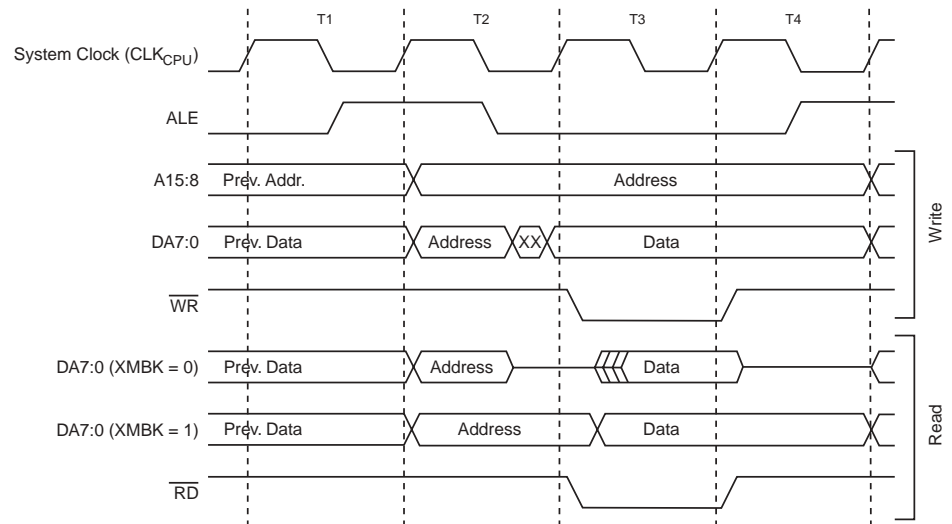 T1 T2 T3 T4
System Clock (CLKCPU)
ALE
A15:8 Prev. Addr. Address
DA7:0 Prev. Data Address XX Data
WR
DA7:0 (XMBK = 0) Prev. Data Address Data
DA7:0 (XMBK = 1) Prev. Data Address Data
RD
Write
Read